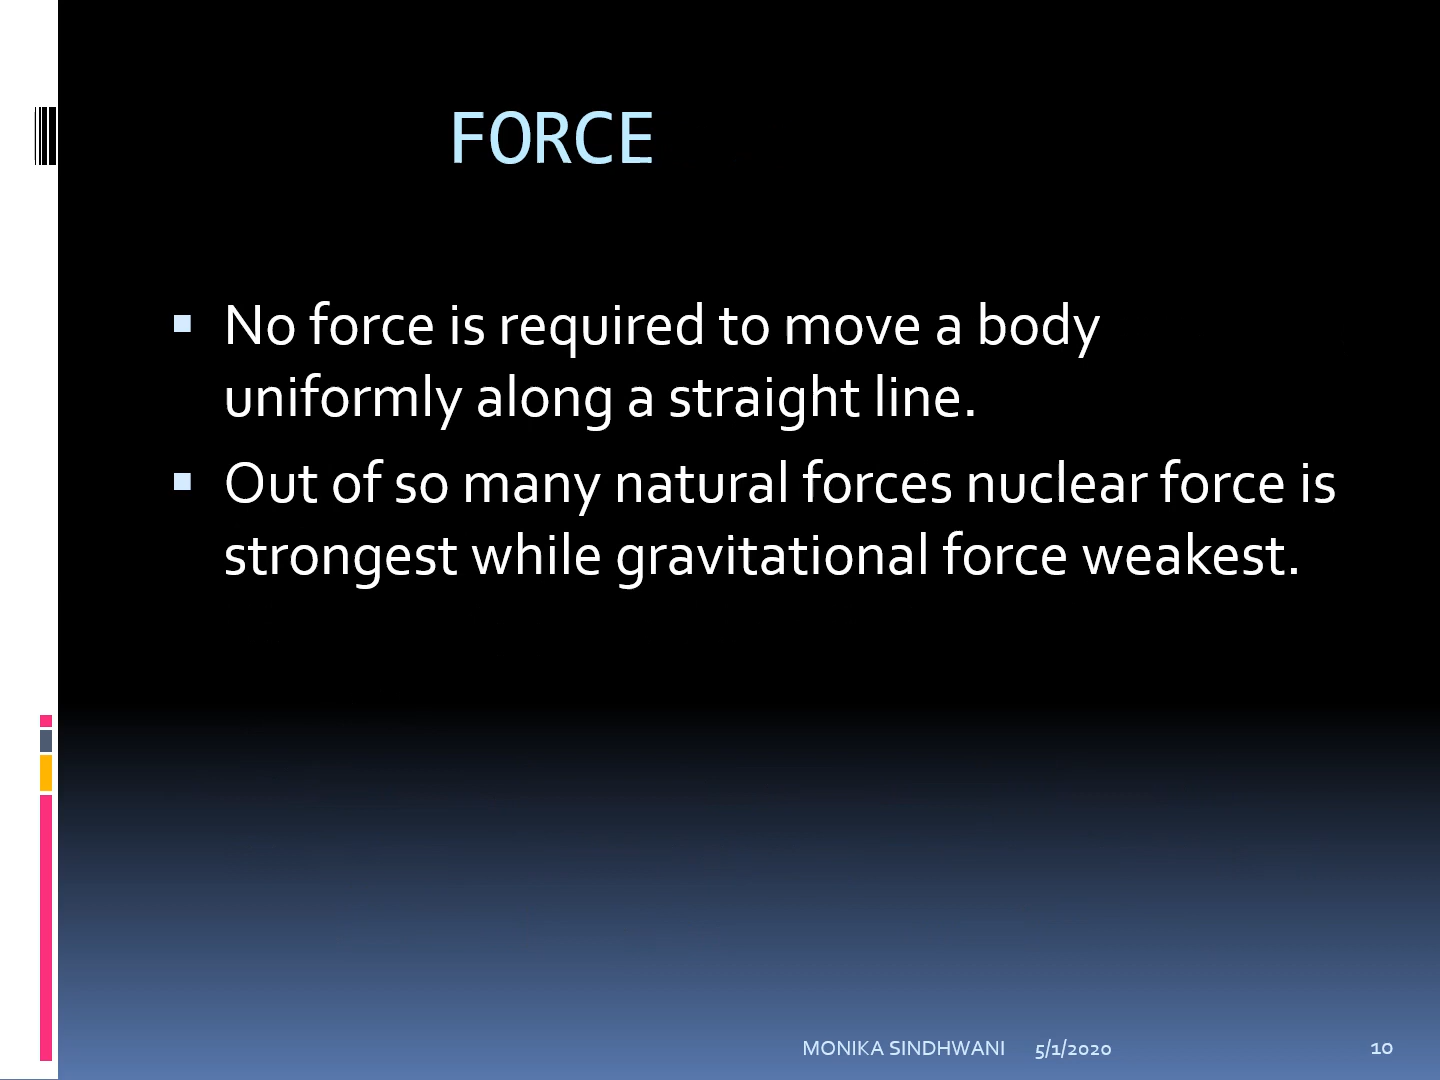 FORCE
No force is required to move a body
uniformly along a straight line.
Out of so many natural forces nuclear force is
strongest while gravitational force weakest.
MONIKA SINDHWANI 5/1/2020 10